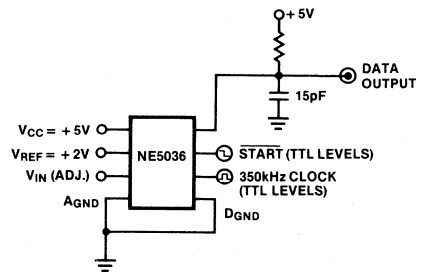 + 5V
DATA
OUTPUT
15pF
VCC = + 5V
VREF = + 2V
VIN (ADJ.)
AGND
NE5036
START (TTL LEVELS)
350kHz CLOCK
(TTL LEVELS)
DGND